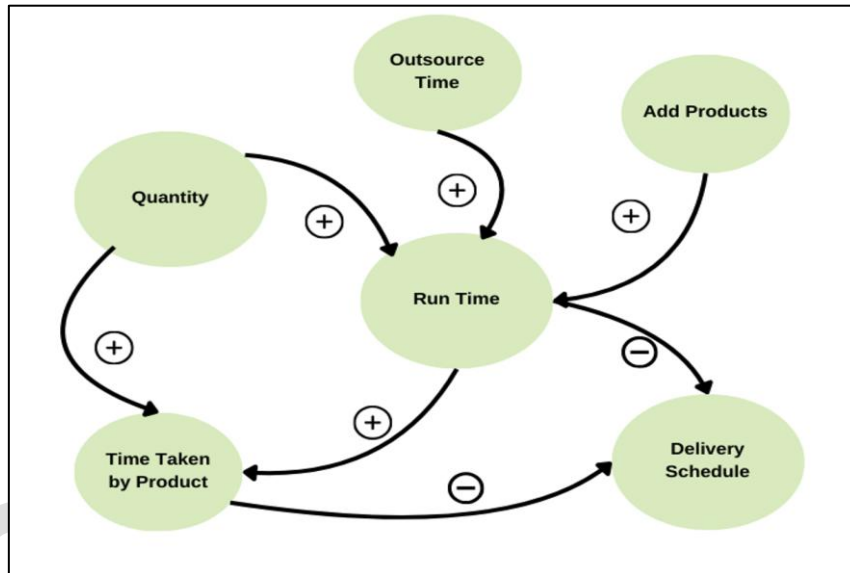 Outsource
Time
Add Products
Quantity
+
+
+
Run Time
−
+
+
Time Taken
by Product
Delivery
Schedule
−